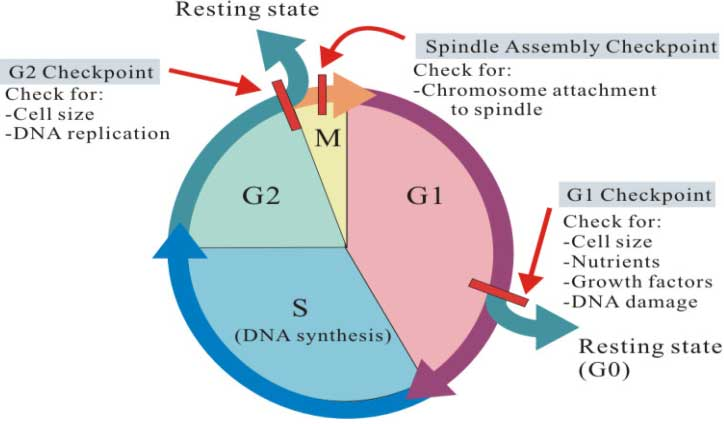 Resting state
Spindle Assembly Checkpoint
Check for:
-Chromosome attachment
to spindle
G2 Checkpoint
Check for:
-Cell size
-DNA replication
M
G2
G1
G1 Checkpoint
Check for:
-Cell size
-Nutrients
-Growth factors
-DNA damage
S
(DNA synthesis)
Resting state
(G0)